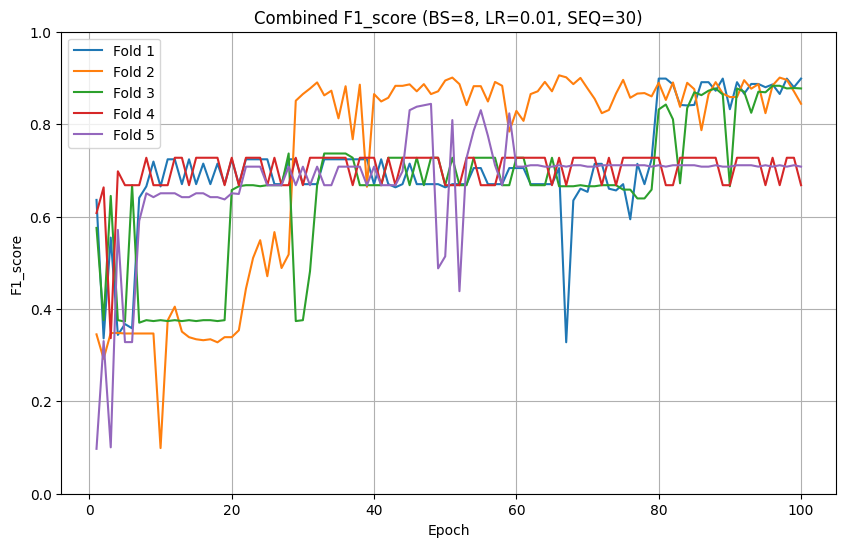 Combined F1_score (BS=8, LR=0.01, SEQ=30)
Fold 1
Fold 2
Fold 3
Fold 4
Fold 5
F1_score
1.0
0.8
0.6
0.4
0.2
0.0
0 20 40 60 80 100
Epoch